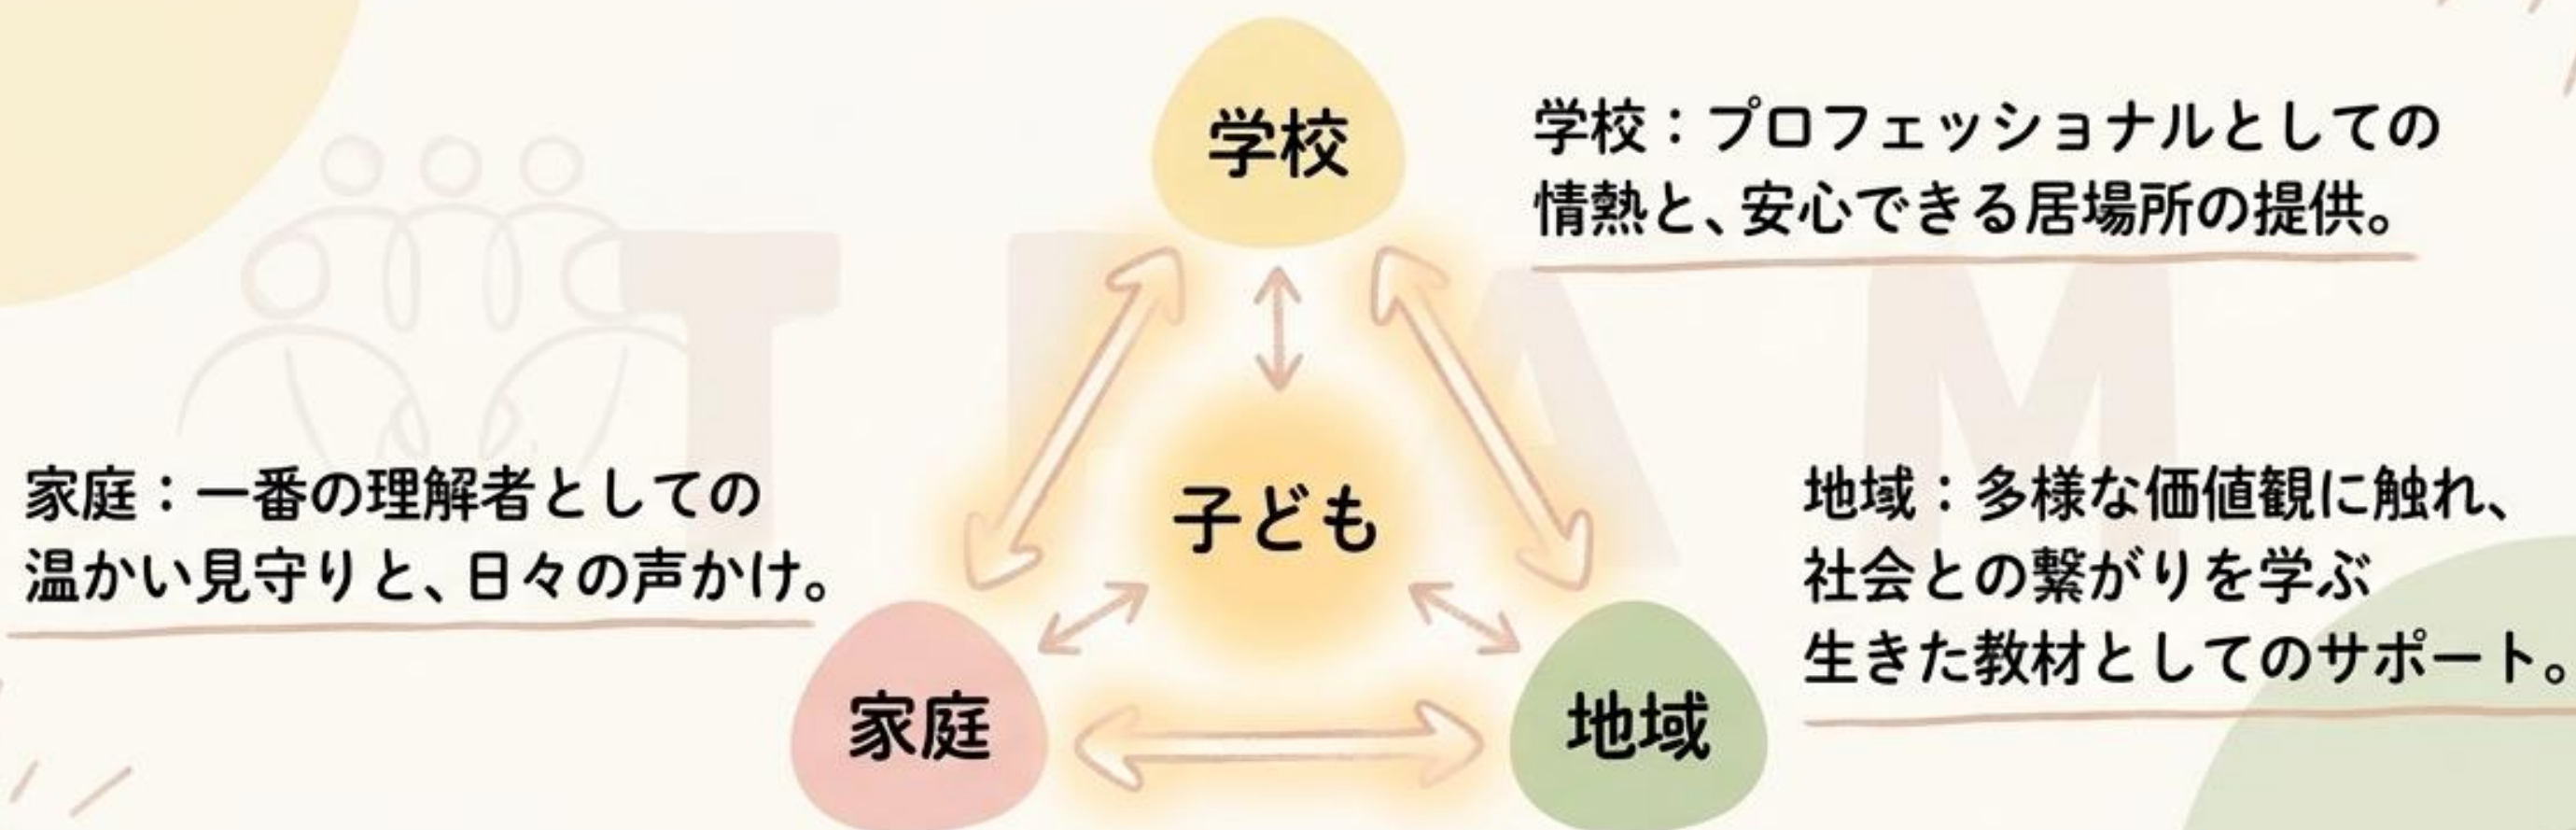 学校
学校：プロフェッショナルとしての
情熱と、安心できる居場所の提供。
TEAM
子ども
家庭：一番の理解者としての
温かい見守りと、日々の声かけ。
地域：多様な価値観に触れ、
社会との繋がりを学ぶ
生きた教材としてのサポート。
家庭
地域